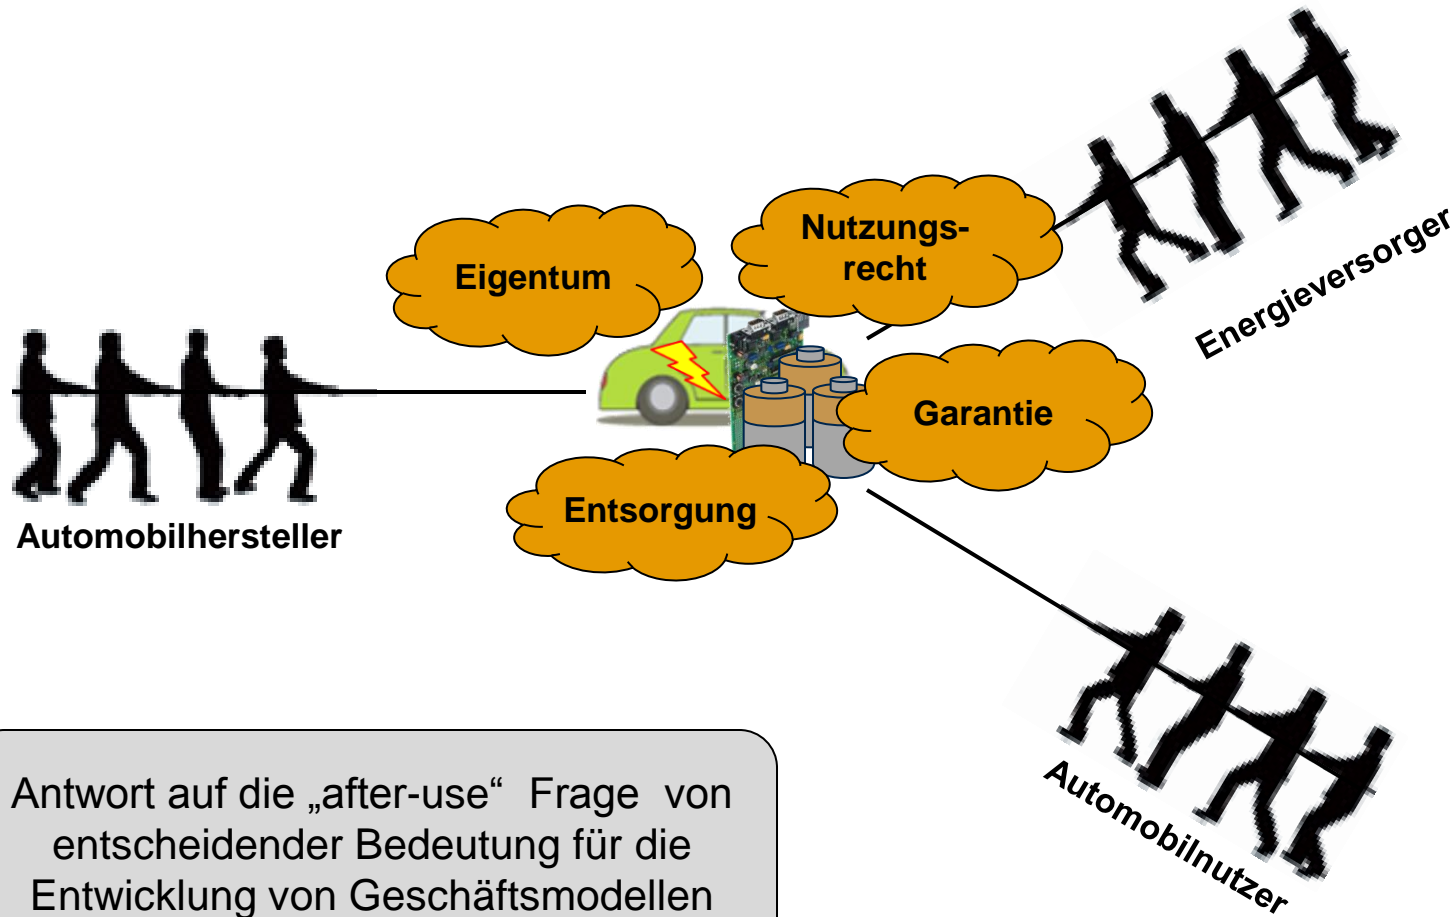 Nutzungs-
recht
Eigentum
Energieversorger
Garantie
Entsorgung
Automobilhersteller
Automobilnutzer
Antwort auf die „after-use“ Frage von
entscheidender Bedeutung für die
Entwicklung von Geschäftsmodellen